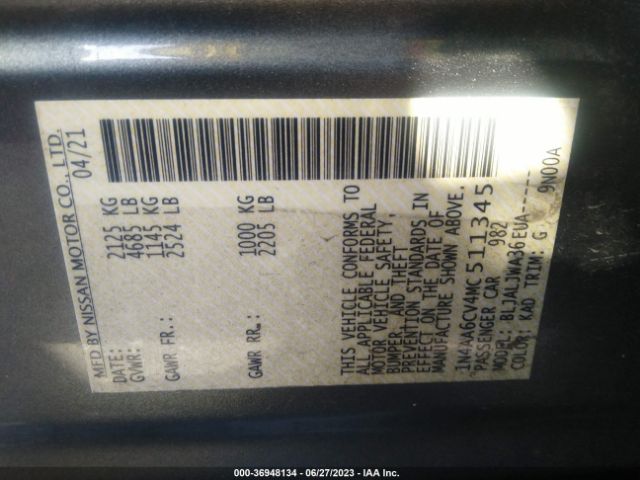 MFD BY NISSAN MOTOR CO., LTD.
DATE: 04/21
GVWR: 2125 KG
4685 LB
GAWR FR.: 1145 KG
2524 LB
GAWR RR.: 1000 KG
2205 LB
THIS VEHICLE CONFORMS TO
ALL APPLICABLE FEDERAL
MOTOR VEHICLE SAFETY,
BUMPER, AND THEFT
PREVENTION STANDARDS IN
EFFECT ON THE DATE OF
MANUFACTURE SHOWN ABOVE.
1N4AA6CV4MC511345
PASSENGER CAR 982
MODEL: BLJALJWA36EUA-----
COLOR: KAD TRIM: G 9N00A
000-36948134 - 06/27/2023 - IAA Inc.